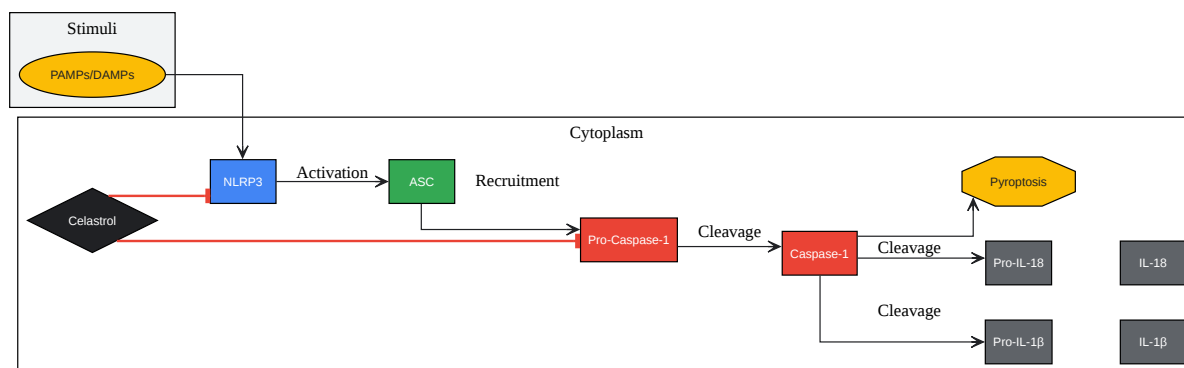 Stimuli
PAMPs/DAMPs
Cytoplasm
NLRP3
Activation
ASC
Recruitment
Pyroptosis
Celastrol
Pro-Caspase-1
Cleavage
Caspase-1
Cleavage
Pro-IL-18
IL-18
Cleavage
Pro-IL-1β
IL-1β